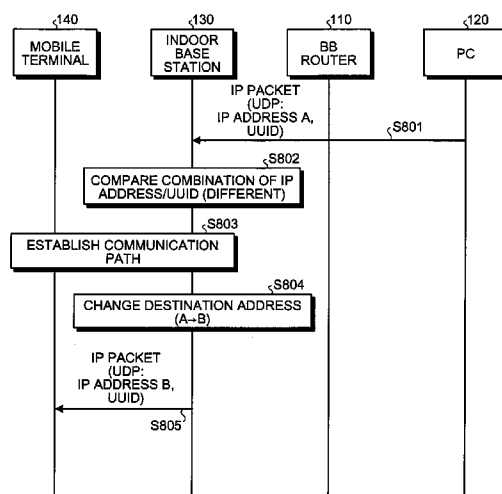 140
130
110
120
MOBILE
TERMINAL
INDOOR
BASE
STATION
BB
ROUTER
PC
IP PACKET
(UDP:
IP ADDRESS A,
UUID)
S801
S802
COMPARE COMBINATION OF IP
ADDRESS/UUID (DIFFERENT)
S803
ESTABLISH COMMUNICATION
PATH
S804
CHANGE DESTINATION ADDRESS
(A→B)
IP PACKET
(UDP:
IP ADDRESS B,
UUID)
S805